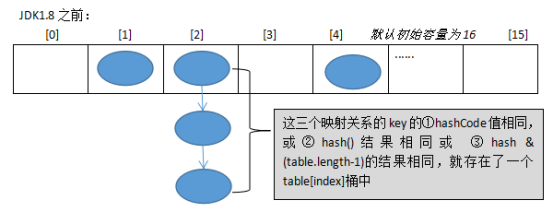 JDK1.8 之前：
[0] [1] [2] [3] [4] 默认初始容量为16 [15]
......
这三个映射关系的 key 的①hashCode 值相同，
或 ② hash() 结 果 相 同 或 ③ hash &
(table.length-1)的结果相同，就存在了一个
table[index]桶中